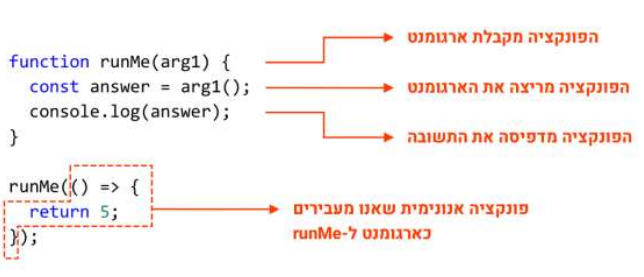 הפונקציה מקבלת ארגומנט
function runMe(arg1) {
const answer = arg1();
הפונקציה מריצה את הארגומנט
console.log(answer);
הפונקציה מדפיסה את התשובה
}
runMe(() => {
return 5;
פונקציה אנונימית שאנו מעבירים
כארגומנט ל-runMe
});